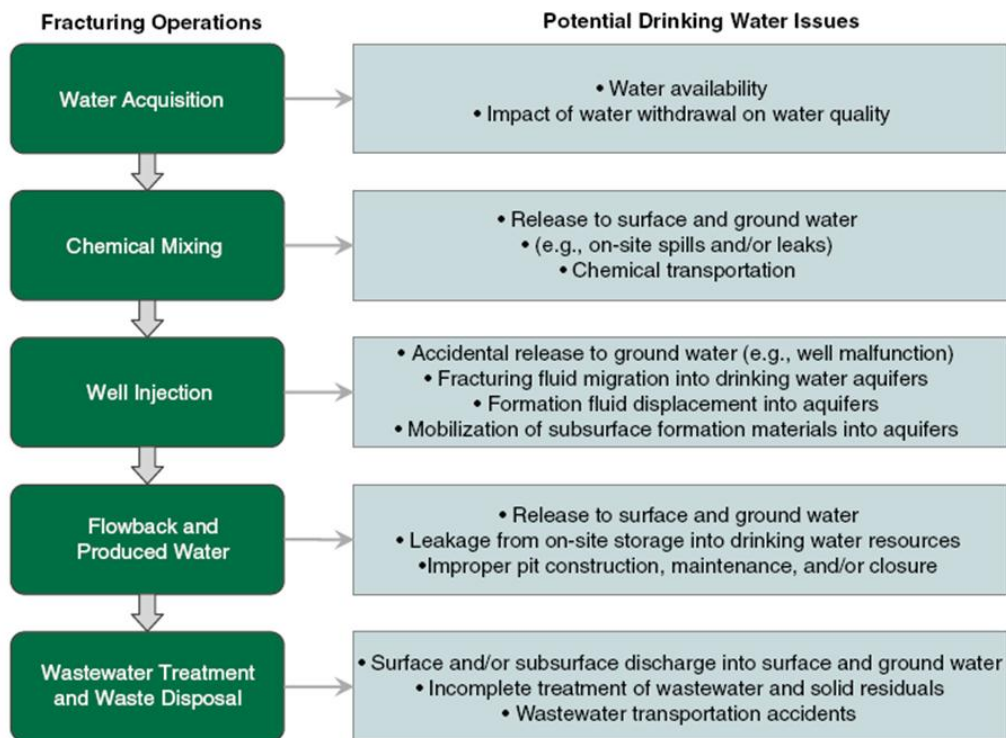 Fracturing Operations
Potential Drinking Water Issues
Water Acquisition
• Water availability
• Impact of water withdrawal on water quality
Chemical Mixing
• Release to surface and ground water
• (e.g., on-site spills and/or leaks)
• Chemical transportation
Well Injection
• Accidental release to ground water (e.g., well malfunction)
• Fracturing fluid migration into drinking water aquifers
• Formation fluid displacement into aquifers
• Mobilization of subsurface formation materials into aquifers
Flowback and
Produced Water
• Release to surface and ground water
• Leakage from on-site storage into drinking water resources
•Improper pit construction, maintenance, and/or closure
Wastewater Treatment
and Waste Disposal
• Surface and/or subsurface discharge into surface and ground water
• Incomplete treatment of wastewater and solid residuals
• Wastewater transportation accidents